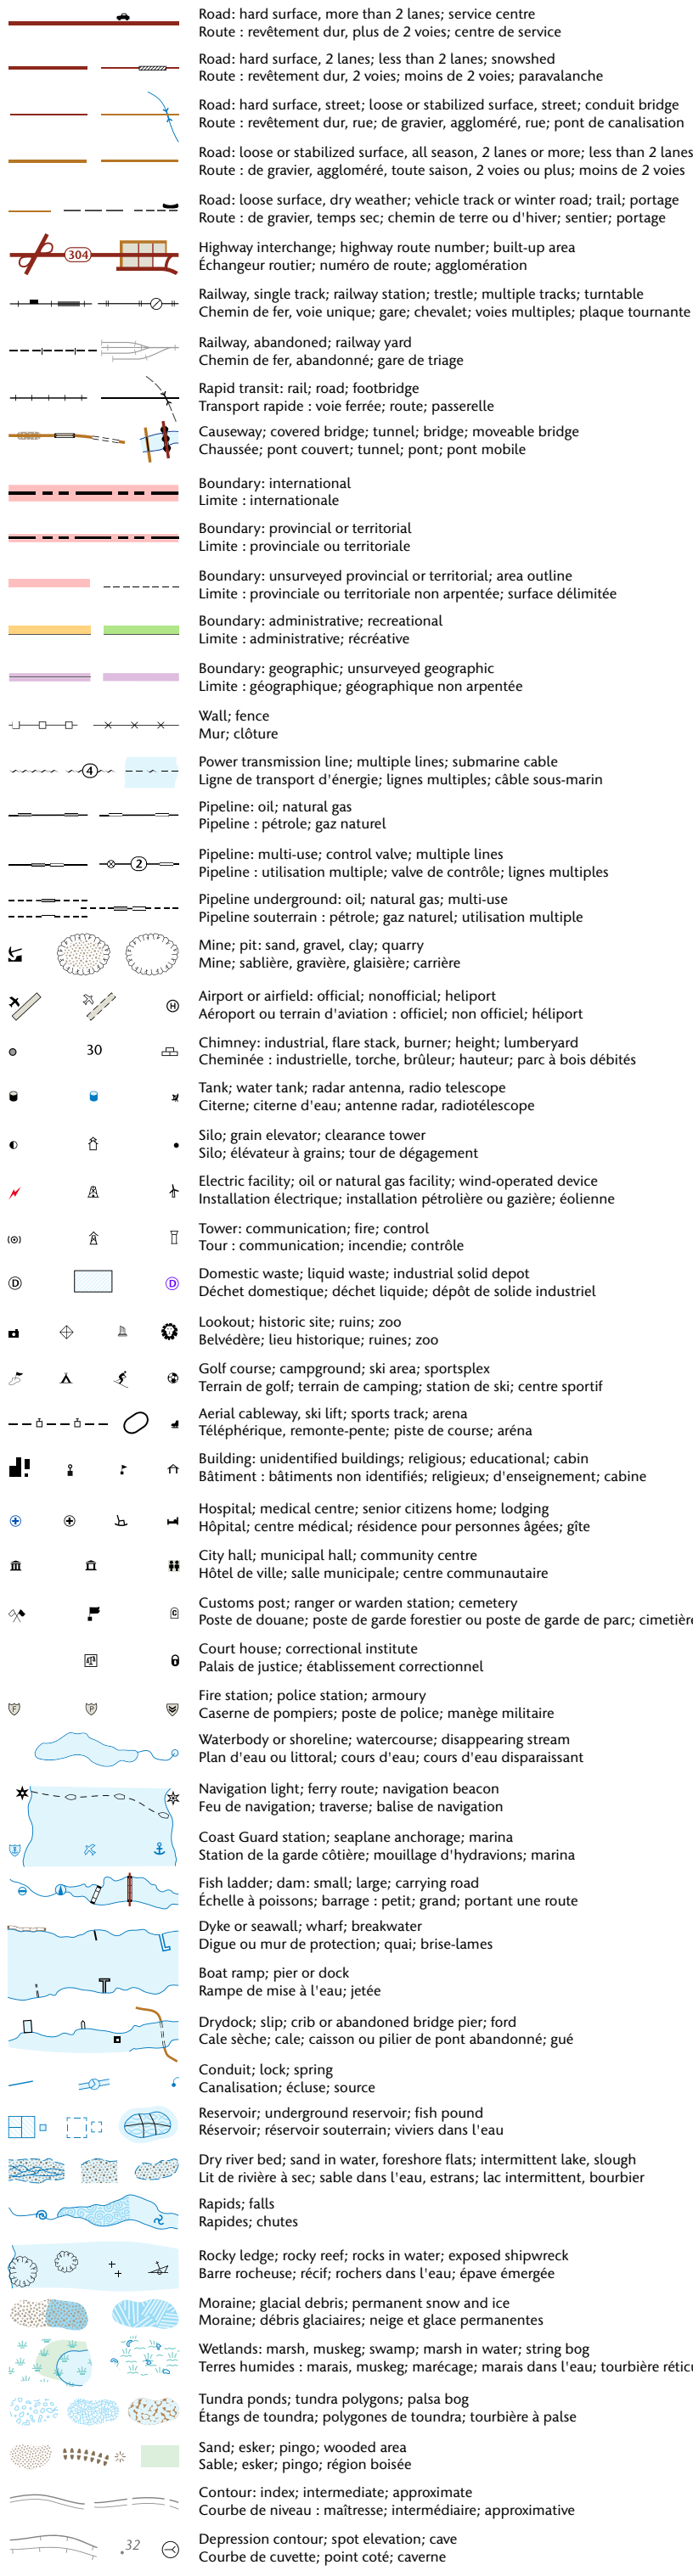 Road: hard surface, more than 2 lanes; service centre
Route : revêtement dur, plus de 2 voies; centre de service
Road: hard surface, 2 lanes; less than 2 lanes; snowshed
Route : revêtement dur, 2 voies; moins de 2 voies; paravalanche
Road: hard surface, street; loose or stabilized surface, street; conduit bridge
Route : revêtement dur, rue; de gravier, aggloméré, rue; pont de canalisation
Road: loose or stabilized surface, all season, 2 lanes or more; less than 2 lanes
Route : de gravier, aggloméré, toute saison, 2 voies ou plus; moins de 2 voies
Road: loose surface, dry weather; vehicle track or winter road; trail; portage
Route : de gravier, temps sec; chemin de terre ou d'hiver; sentier; portage
304
Highway interchange; highway route number; built-up area
Échangeur routier; numéro de route; agglomération
Railway, single track; railway station; trestle; multiple tracks; turntable
Chemin de fer, voie unique; gare; chevalet; voies multiples; plaque tournante
Railway, abandoned; railway yard
Chemin de fer, abandonné; gare de triage
Rapid transit: rail; road; footbridge
Transport rapide : voie ferrée; route; passerelle
Causeway; covered bridge; tunnel; bridge; moveable bridge
Chaussée; pont couvert; tunnel; pont; pont mobile
Boundary: international
Limite : internationale
Boundary: provincial or territorial
Limite : provinciale ou territoriale
Boundary: unsurveyed provincial or territorial; area outline
Limite : provinciale ou territoriale non arpentée; surface délimitée
Boundary: administrative; recreational
Limite : administrative; récréative
Boundary: geographic; unsurveyed geographic
Limite : géographique; géographique non arpentée
Wall; fence
Mur; clôture
4
Power transmission line; multiple lines; submarine cable
Ligne de transport d'énergie; lignes multiples; câble sous-marin
Pipeline: oil; natural gas
Pipeline : pétrole; gaz naturel
2
Pipeline: multi-use; control valve; multiple lines
Pipeline : utilisation multiple; valve de contrôle; lignes multiples
Pipeline underground: oil; natural gas; multi-use
Pipeline souterrain : pétrole; gaz naturel; utilisation multiple
Mine; pit: sand, gravel, clay; quarry
Mine; sablière, gravière, glaisière; carrière
H
Airport or airfield: official; nonofficial; heliport
Aéroport ou terrain d'aviation : officiel; non officiel; héliport
30
Chimney: industrial, flare stack, burner; height; lumberyard
Cheminée : industrielle, torche, brûleur; hauteur; parc à bois débités
Tank; water tank; radar antenna, radio telescope
Citerne; citerne d'eau; antenne radar, radiotélescope
Silo; grain elevator; clearance tower
Silo; élévateur à grains; tour de dégagement
Electric facility; oil or natural gas facility; wind-operated device
Installation électrique; installation pétrolière ou gazière; éolienne
Tower: communication; fire; control
Tour : communication; incendie; contrôle
D D
Domestic waste; liquid waste; industrial solid depot
Déchet domestique; déchet liquide; dépôt de solide industriel
Lookout; historic site; ruins; zoo
Belvédère; lieu historique; ruines; zoo
Golf course; campground; ski area; sportsplex
Terrain de golf; terrain de camping; station de ski; centre sportif
Aerial cableway, ski lift; sports track; arena
Téléphérique, remonte-pente; piste de course; aréna
Building: unidentified buildings; religious; educational; cabin
Bâtiment : bâtiments non identifiés; religieux; d'enseignement; cabine
Hospital; medical centre; senior citizens home; lodging
Hôpital; centre médical; résidence pour personnes âgées; gîte
City hall; municipal hall; community centre
Hôtel de ville; salle municipale; centre communautaire
C
Customs post; ranger or warden station; cemetery
Poste de douane; poste de garde forestier ou poste de garde de parc; cimetière
Court house; correctional institute
Palais de justice; établissement correctionnel
F P
Fire station; police station; armoury
Caserne de pompiers; poste de police; manège militaire
Waterbody or shoreline; watercourse; disappearing stream
Plan d'eau ou littoral; cours d'eau; cours d'eau disparaissant
Navigation light; ferry route; navigation beacon
Feu de navigation; traverse; balise de navigation
Coast Guard station; seaplane anchorage; marina
Station de la garde côtière; mouillage d'hydravions; marina
Fish ladder; dam: small; large; carrying road
Échelle à poissons; barrage : petit; grand; portant une route
Dyke or seawall; wharf; breakwater
Digue ou mur de protection; quai; brise-lames
Boat ramp; pier or dock
Rampe de mise à l'eau; jetée
Drydock; slip; crib or abandoned bridge pier; ford
Cale sèche; cale; caisson ou pilier de pont abandonné; gué
Conduit; lock; spring
Canalisation; écluse; source
Reservoir; underground reservoir; fish pound
Réservoir; réservoir souterrain; viviers dans l'eau
Dry river bed; sand in water, foreshore flats; intermittent lake, slough
Lit de rivière à sec; sable dans l'eau, estrans; lac intermittent, bourbier
Rapids; falls
Rapides; chutes
Rocky ledge; rocky reef; rocks in water; exposed shipwreck
Barre rocheuse; récif; rochers dans l'eau; épave émergée
Moraine; glacial debris; permanent snow and ice
Moraine; débris glaciaires; neige et glace permanentes
Wetlands: marsh, muskeg; swamp; marsh in water; string bog
Terres humides : marais, muskeg; marécage; marais dans l'eau; tourbière
Tundra ponds; tundra polygons; palsa bog
Étangs de toundra; polygones de toundra; tourbière à palse
Sand; esker; pingo; wooded area
Sable; esker; pingo; région boisée
Contour: index; intermediate; approximate
Courbe de niveau : maîtresse; intermédiaire; approximative
.32
Depression contour; spot elevation; cave
Courbe de cuvette; point coté; caverne